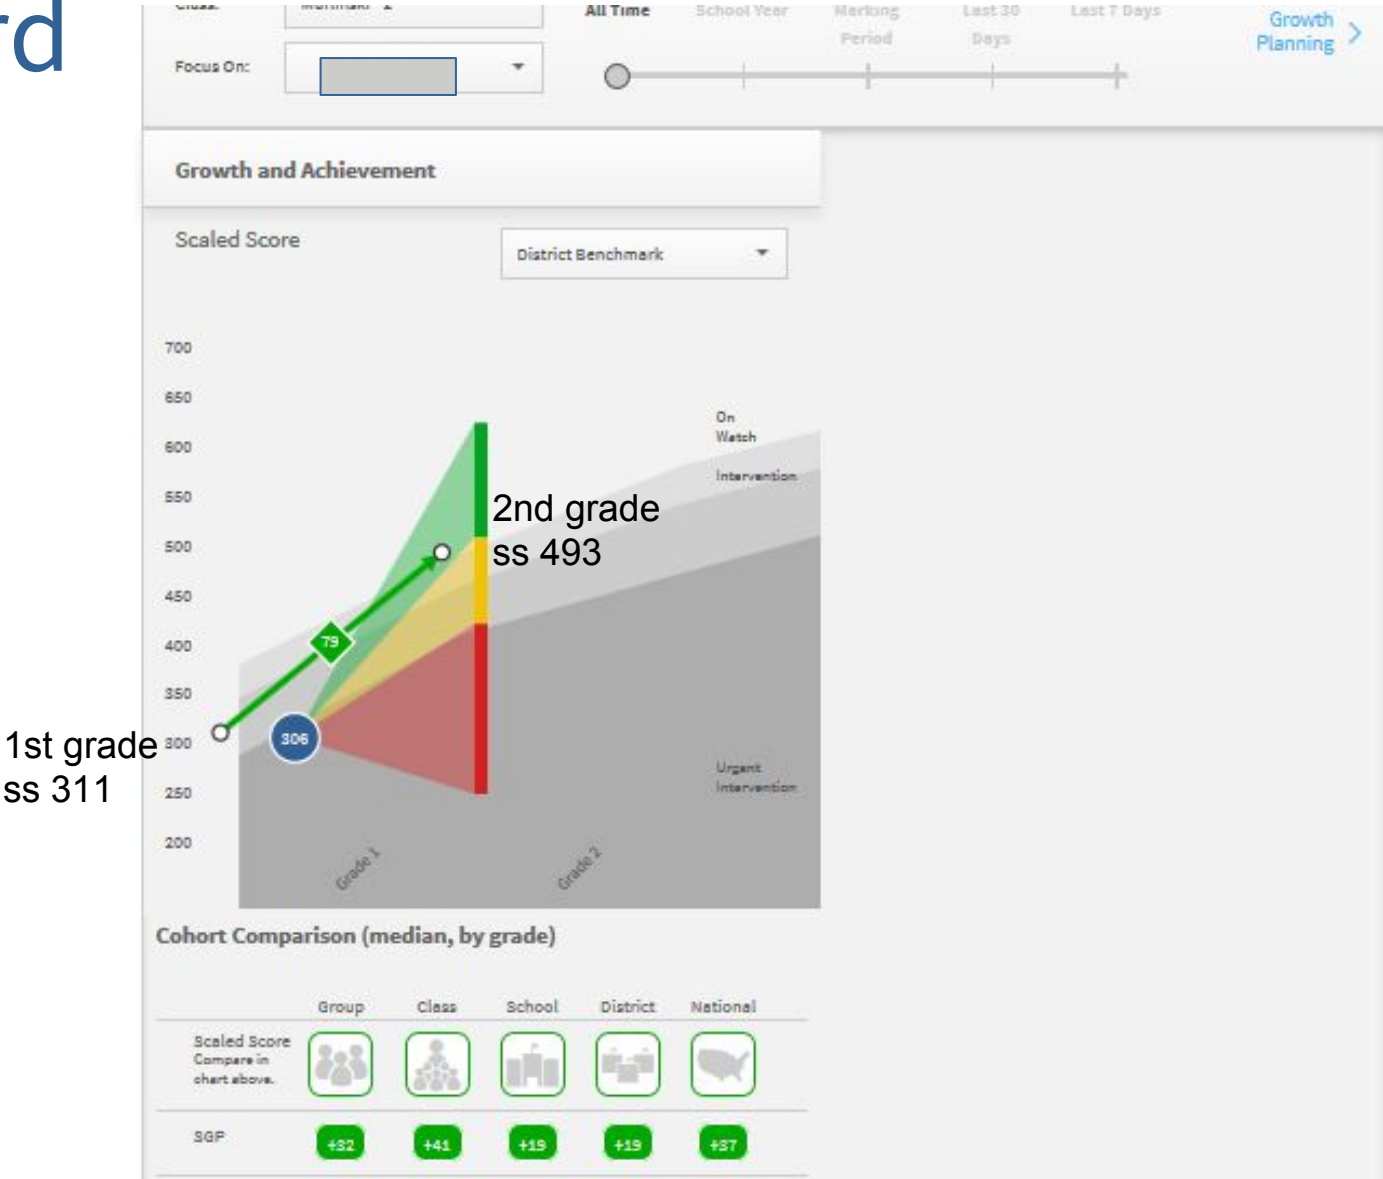 rd
All Time
School Year
Marking
Period
Last 30
Days
Last 7 Days
Growth
Planning
Class:
Focus On:
Growth and Achievement
Scaled Score
District Benchmark
700
650
600
550
500
450
400
350
300
250
200
On
Watch
Intervention
Urgent
Intervention
2nd grade
ss 493
79
306
1st grade
ss 311
Grade 1
Grade 2
Cohort Comparison (median, by grade)
Group
Class
School
District
National
Scaled Score
Compare in
chart above.
SGP
+32
+41
+19
+19
+37